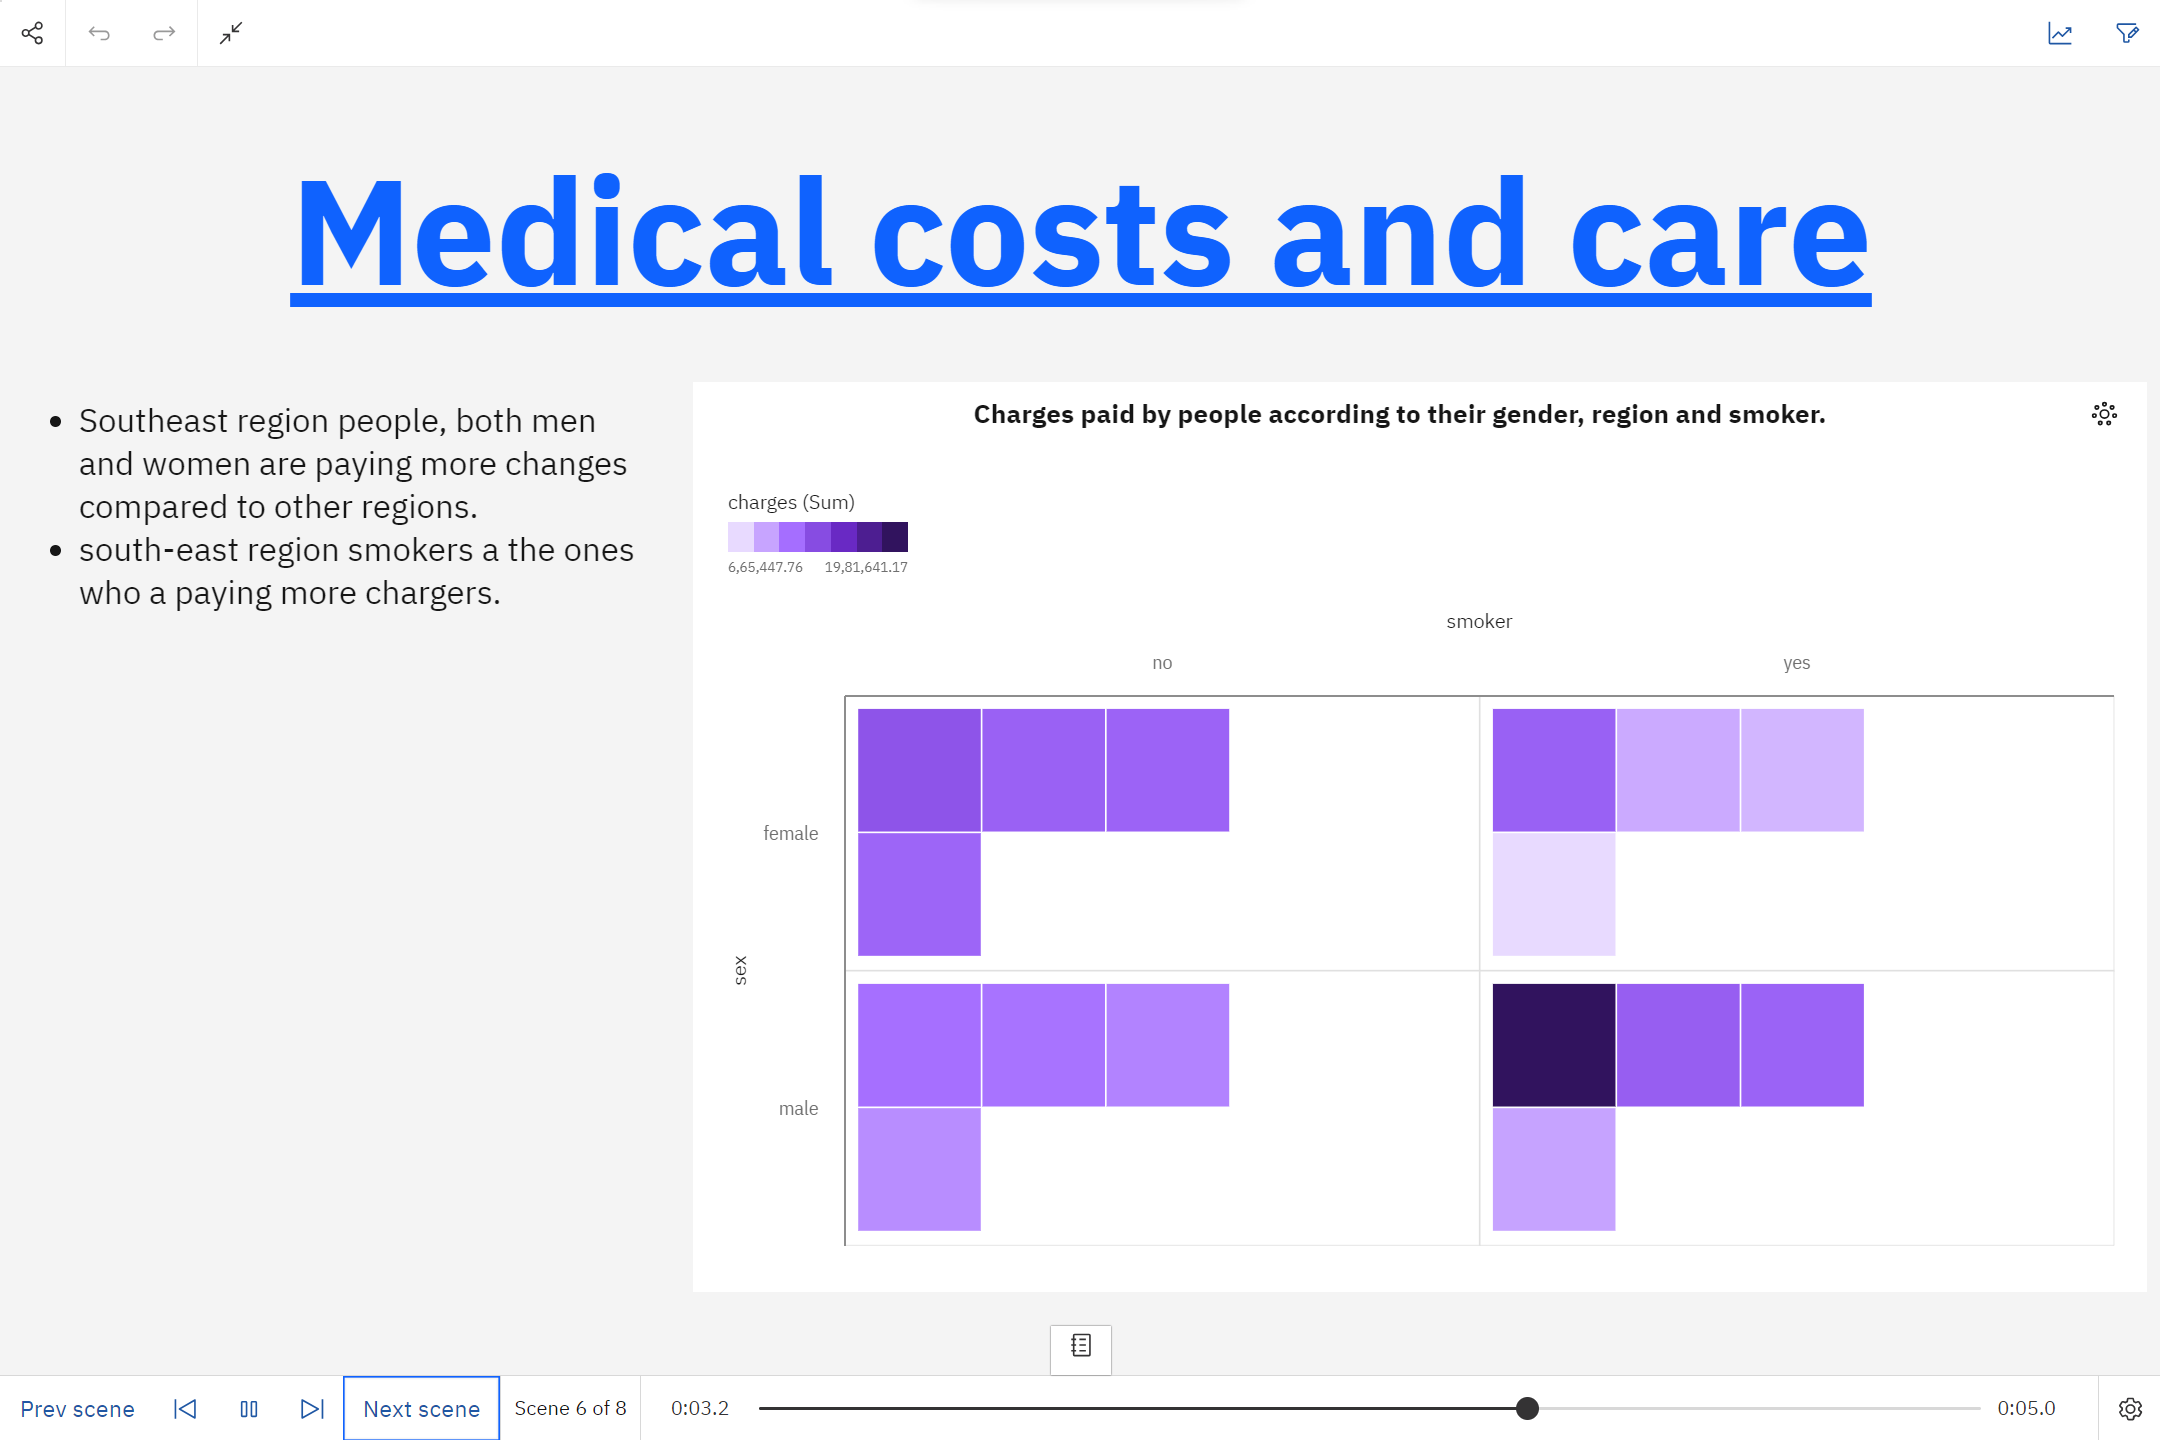 Medical costs and care
Southeast region people, both men
and women are paying more changes
compared to other regions.
south-east region smokers a the ones
who a paying more chargers.
Charges paid by people according to their gender, region and smoker.
charges (Sum)
6,65,447.76 19,81,641.17
smoker
no yes
female
sex
male
Prev scene Next scene Scene 6 of 8 0:03.2 0:05.0